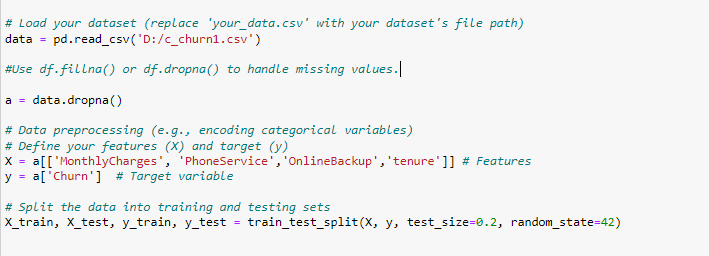 # Load your dataset (replace 'your_data.csv' with your dataset's file path)
data = pd.read_csv('D:/c_churn1.csv')
#Use df.fillna() or df.dropna() to handle missing values.
a = data.dropna()
# Data preprocessing (e.g., encoding categorical variables)
# Define your features (X) and target (y)
X = a[['MonthlyCharges', 'PhoneService','OnlineBackup','tenure']] # Features
y = a['Churn']  # Target variable
# Split the data into training and testing sets
X_train, X_test, y_train, y_test = train_test_split(X, y, test_size=0.2, random_state=42)